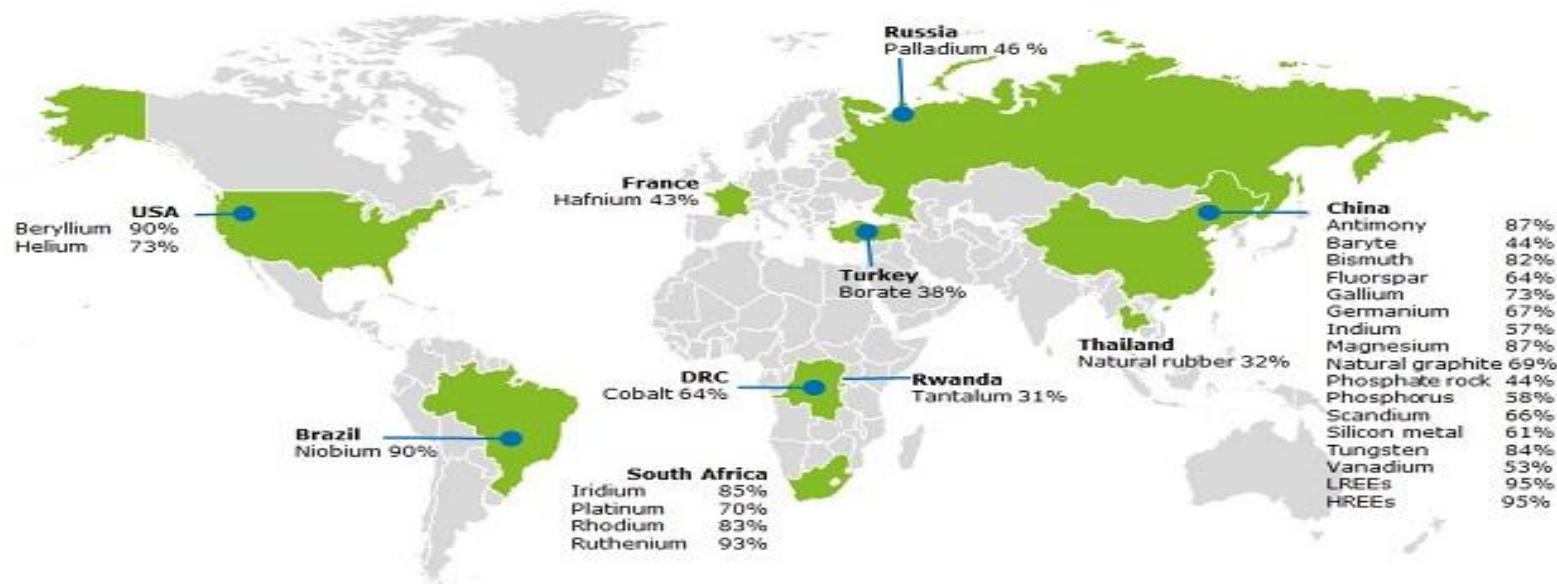 Russia
Palladium 46 %
France
Hafnium 43%
USA
Beryllium 90%
Helium 73%
Turkey
Borate 38%
China
Antimony 87%
Baryte 44%
Bismuth 82%
Fluorspar 64%
Gallium 73%
Germanium 67%
Indium 57%
Magnesium 87%
Natural graphite 69%
Phosphate rock 44%
Phosphorus 58%
Scandium 66%
Silicon metal 61%
Tungsten 84%
Vanadium 53%
LREEs 95%
HREEs 95%
Thailand
Natural rubber 32%
DRC
Cobalt 64%
Rwanda
Tantalum 31%
Brazil
Niobium 90%
South Africa
Iridium 85%
Platinum 70%
Rhodium 83%
Ruthenium 93%